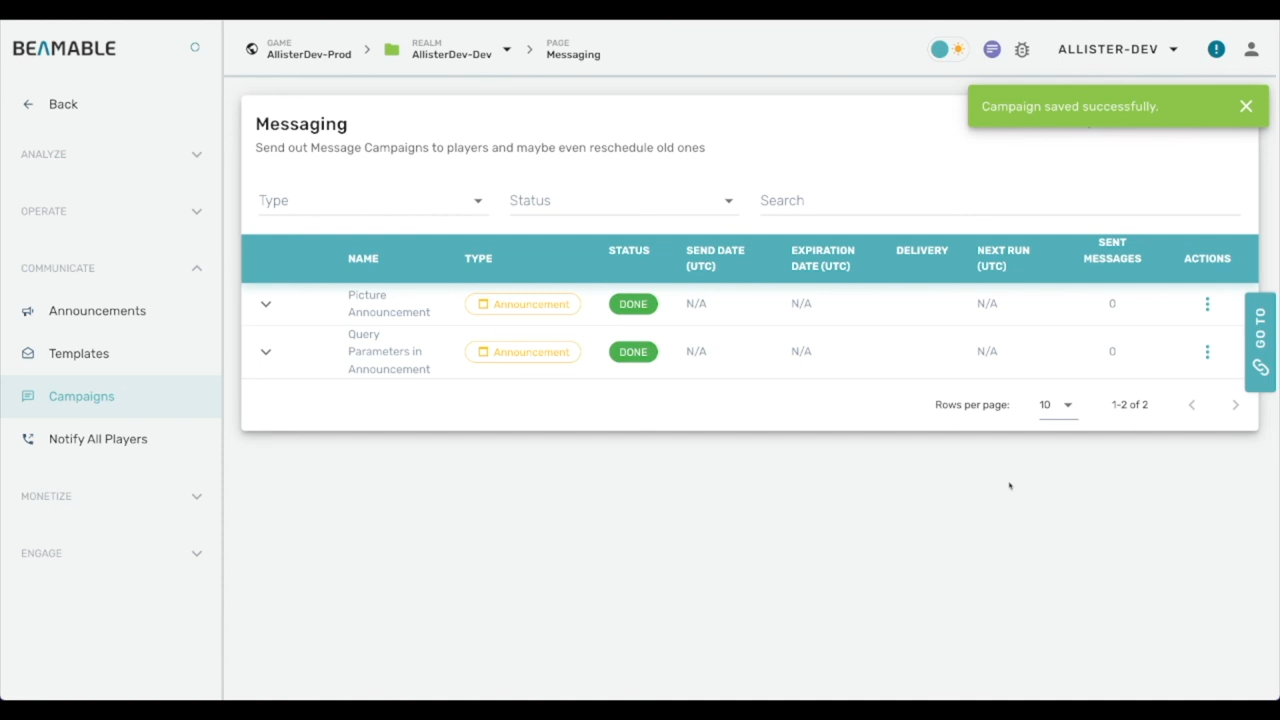 BEAMABLE
GAME
AllisterDev-Prod
REALM
AllisterDev-Dev
PAGE
Messaging
ALLISTER-DEV
Campaign saved successfully.
Back
ANALYZE
OPERATE
COMMUNICATE
Announcements
Templates
Campaigns
Notify All Players
MONETIZE
ENGAGE
Messaging
Send out Message Campaigns to players and maybe even reschedule old ones
Type
Status
Search
NAME
TYPE
STATUS
SEND DATE
(UTC)
EXPIRATION
DATE (UTC)
DELIVERY
NEXT RUN
(UTC)
SENT
MESSAGES
ACTIONS
Picture
Announcement
Announcement
DONE
N/A
N/A
N/A
0
Query
Parameters in
Announcement
Announcement
DONE
N/A
N/A
N/A
0
Rows per page:
10
1-2 of 2
GO TO